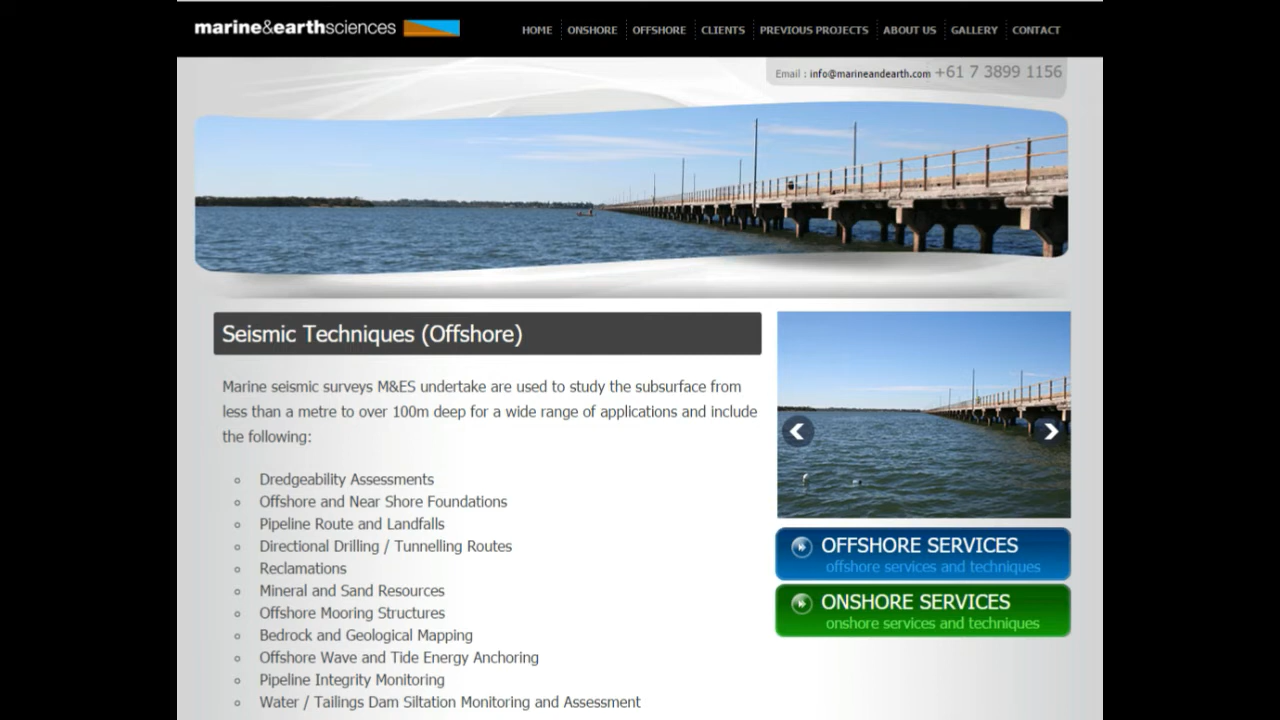 marine&earthsciences
HOME ONSHORE OFFSHORE CLIENTS PREVIOUS PROJECTS ABOUT US GALLERY CONTACT
Email : info@marineandearth.com +61 7 3899 1156
Seismic Techniques (Offshore)
Marine seismic surveys M&ES undertake are used to study the subsurface from
less than a metre to over 100m deep for a wide range of applications and include
the following:
Dredgeability Assessments
Offshore and Near Shore Foundations
Pipeline Route and Landfalls
Directional Drilling / Tunnelling Routes
Reclamations
Mineral and Sand Resources
Offshore Mooring Structures
Bedrock and Geological Mapping
Offshore Wave and Tide Energy Anchoring
Pipeline Integrity Monitoring
Water / Tailings Dam Siltation Monitoring and Assessment
OFFSHORE SERVICES
offshore services and techniques
ONSHORE SERVICES
onshore services and techniques